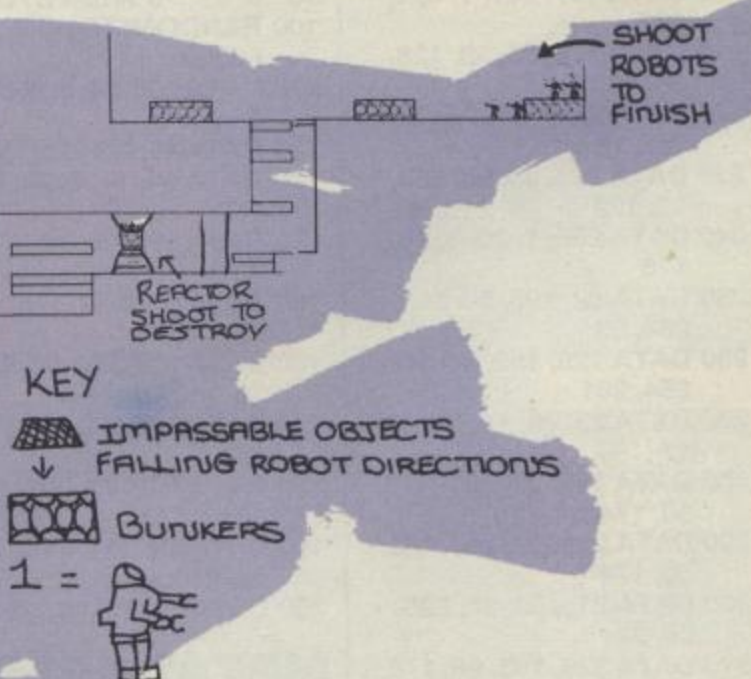 SHOOT
ROBOTS
TO
FINISH
REACTOR
SHOOT TO
DESTROY
KEY
IMPASSABLE OBJECTS
FALLING ROBOT DIRECTIONS
BUNKERS
1 =